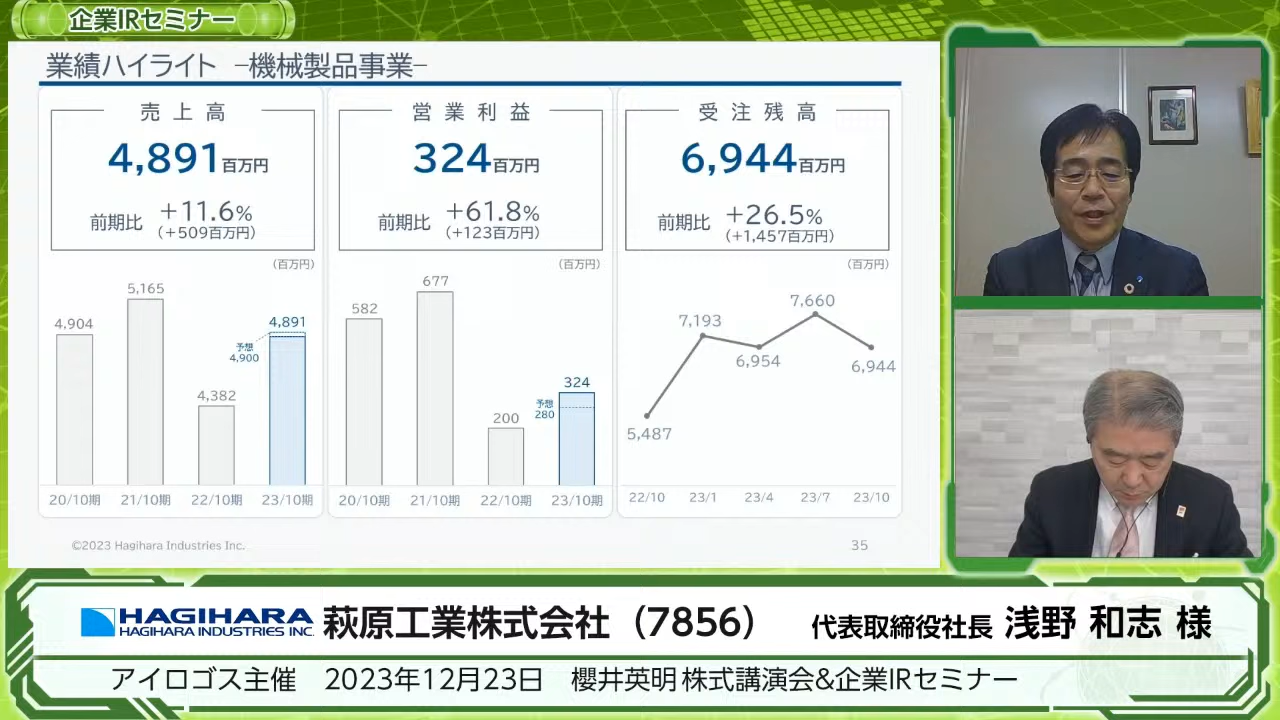 企業IRセミナー
業績ハイライト －機械製品事業－
売上高
4,891百万円
前期比 +11.6%
(+509百万円)
(百万円)
4,904
5,165
4,382
4,891
予想
4,900
20/10期 21/10期 22/10期 23/10期
営業利益
324百万円
前期比 +61.8%
(+123百万円)
(百万円)
582
677
200
324
予想
280
20/10期 21/10期 22/10期 23/10期
受注残高
6,944百万円
前期比 +26.5%
(+1,457百万円)
(百万円)
5,487
7,193
6,954
7,660
6,944
22/10 23/1 23/4 23/7 23/10
©2023 Hagihara Industries Inc.
35
HAGIHARA
HAGIHARA INDUSTRIES INC.
萩原工業株式会社（7856） 代表取締役社長 浅野 和志 様
アイロゴス主催 2023年12月23日 櫻井英明 株式講演会&企業IRセミナー